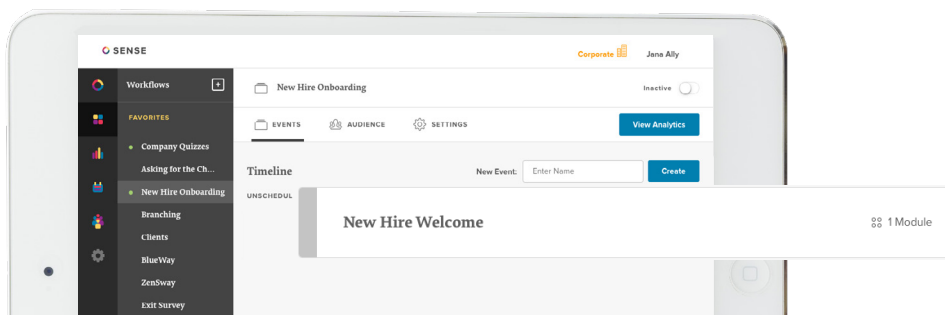 SENSE
Corporate
Jana Ally
Workflows
New Hire Onboarding
Inactive
FAVORITES
EVENTS
AUDIENCE
SETTINGS
View Analytics
Company Quizzes
Asking for the Ch...
New Hire Onboarding
Branching
Clients
BlueWay
ZenSway
Exit Survey
Timeline
New Event:
Enter Name
Create
UNSCHEDUL
New Hire Welcome
1 Module